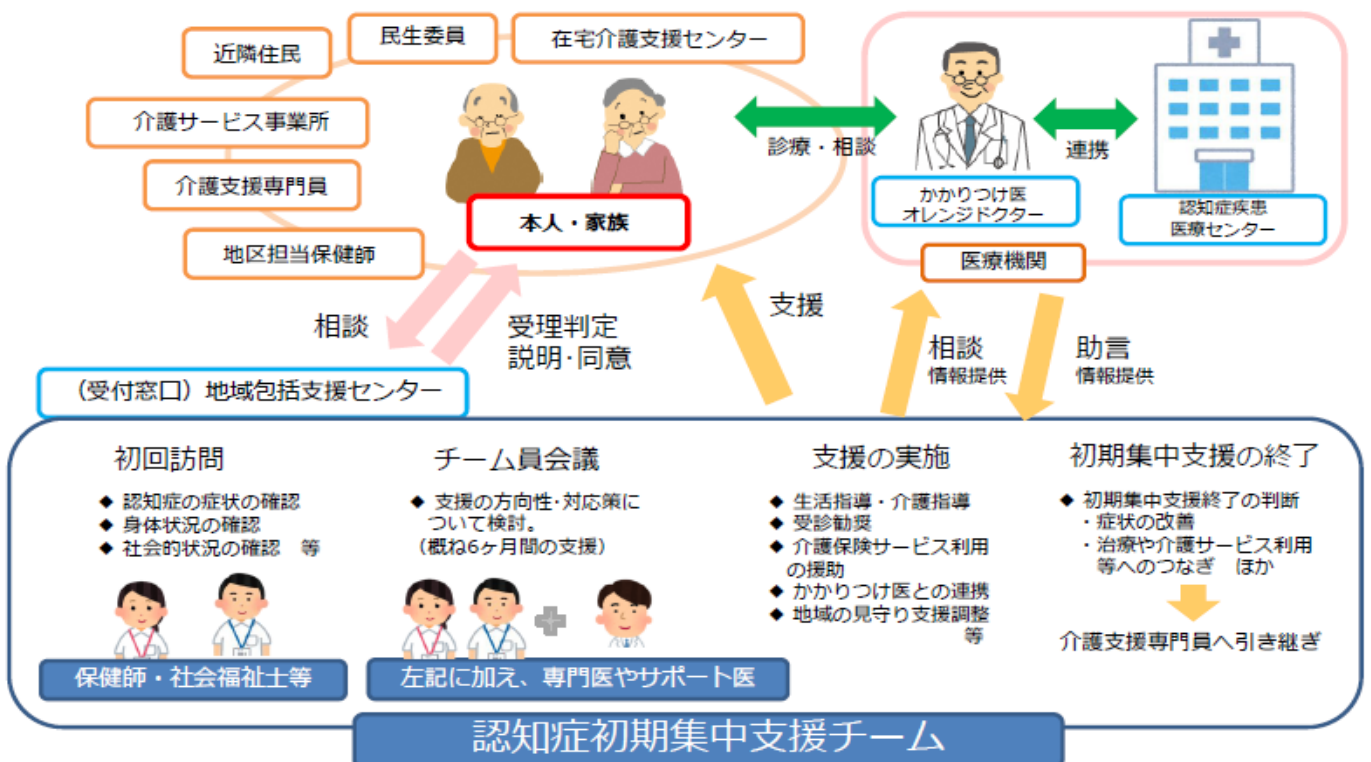 民生委員
在宅介護支援センター
近隣住民
介護サービス事業所
介護支援専門員
地区担当保健師
本人・家族
診療・相談
連携
かかりつけ医
オレンジドクター
認知症疾患
医療センター
医療機関
相談
受理判定
説明・同意
支援
相談
情報提供
助言
情報提供
（受付窓口）地域包括支援センター
初回訪問
◆ 認知症の症状の確認
◆ 身体状況の確認
◆ 社会的状況の確認　等
保健師・社会福祉士等
チーム員会議
◆ 支援の方向性・対応策に
ついて検討。
（概ね6ヶ月間の支援）
左記に加え、専門医やサポート医
支援の実施
◆ 生活指導・介護指導
◆ 受診勧奨
◆ 介護保険サービス利用
の援助
◆ かかりつけ医との連携
◆ 地域の見守り支援調整
等
初期集中支援の終了
◆ 初期集中支援終了の判断
・症状の改善
・治療や介護サービス利用
等へのつなぎ　ほか
介護支援専門員へ引き継ぎ
認知症初期集中支援チーム